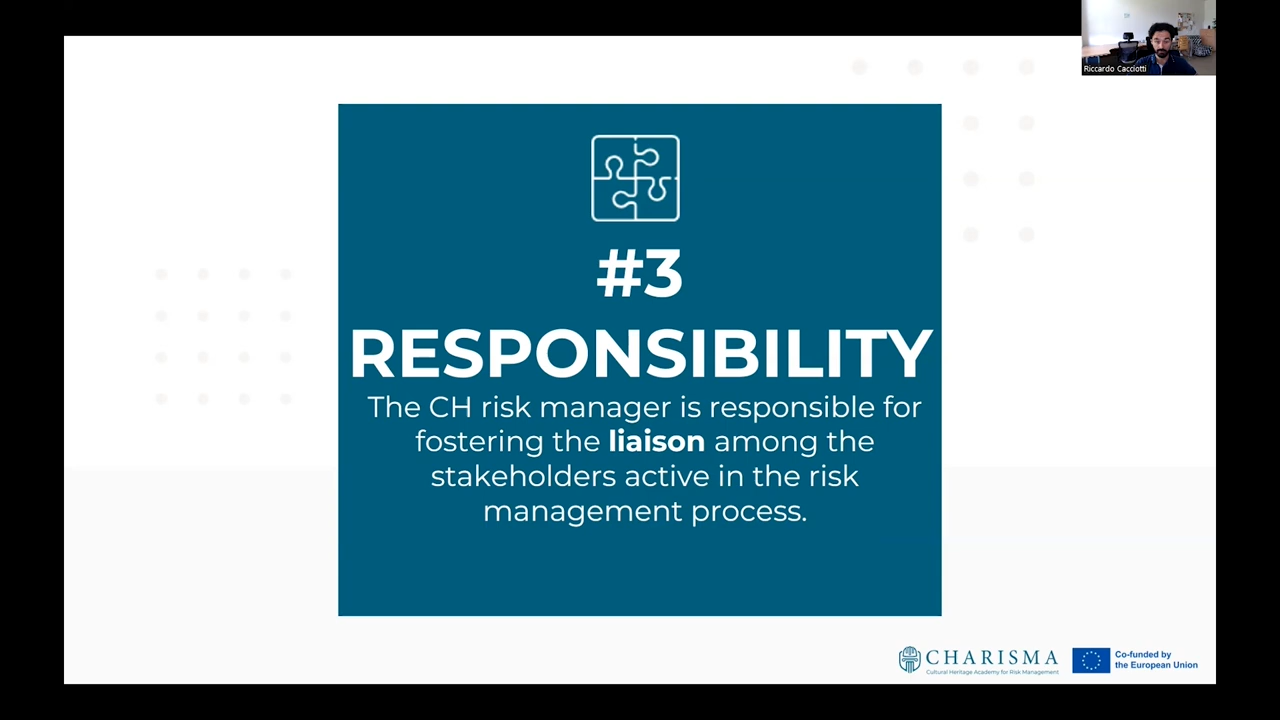 Riccardo Cacciotti
#3
RESPONSIBILITY
The CH risk manager is responsible for
fostering the liaison among the
stakeholders active in the risk
management process.
CHARISMA
Cultural Heritage Academy for Risk Management
Co-funded by
the European Union